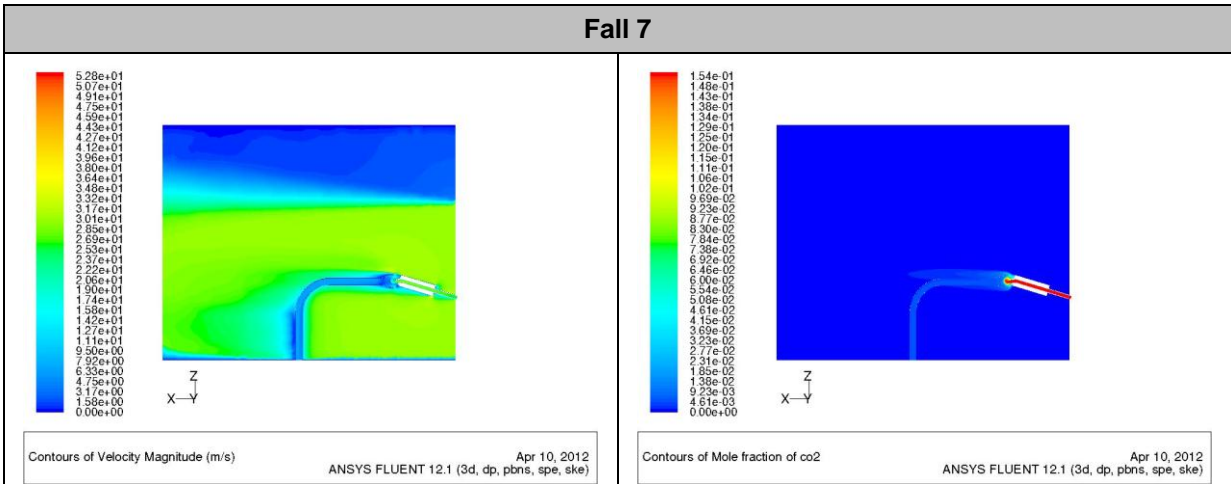 Fall 7
5.28e+01
5.07e+01
4.91e+01
4.75e+01
4.59e+01
4.43e+01
4.27e+01
4.12e+01
3.96e+01
3.80e+01
3.64e+01
3.48e+01
3.32e+01
3.17e+01
3.01e+01
2.85e+01
2.69e+01
2.53e+01
2.37e+01
2.22e+01
2.06e+01
1.90e+01
1.74e+01
1.58e+01
1.42e+01
1.27e+01
1.11e+01
9.50e+00
7.92e+00
6.33e+00
4.75e+00
3.17e+00
1.58e+00
0.00e+00
Z
X Y
Contours of Velocity Magnitude (m/s)
Apr 10, 2012
ANSYS FLUENT 12.1 (3d, dp, pbns, spe, ske)
1.54e-01
1.48e-01
1.43e-01
1.38e-01
1.34e-01
1.29e-01
1.25e-01
1.20e-01
1.15e-01
1.11e-01
1.06e-01
1.02e-01
9.69e-02
9.23e-02
8.77e-02
8.30e-02
7.84e-02
7.38e-02
6.92e-02
6.46e-02
6.00e-02
5.54e-02
5.08e-02
4.61e-02
4.15e-02
3.69e-02
3.23e-02
2.77e-02
2.31e-02
1.85e-02
1.38e-02
9.23e-03
4.61e-03
0.00e+00
Z
X Y
Contours of Mole fraction of co2
Apr 10, 2012
ANSYS FLUENT 12.1 (3d, dp, pbns, spe, ske)